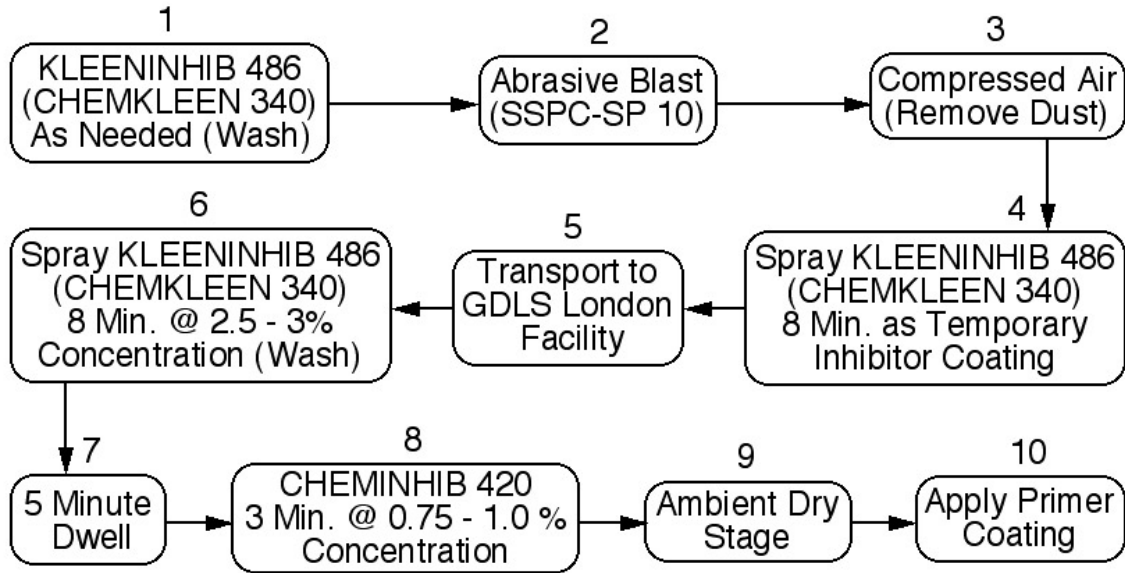 1
KLEENINHIB 486
(CHEMKLEEN 340)
As Needed (Wash)
2
Abrasive Blast
(SSPC-SP 10)
3
Compressed Air
(Remove Dust)
4
Spray KLEENINHIB 486
(CHEMKLEEN 340)
8 Min. as Temporary
Inhibitor Coating
5
Transport to
GDLS London
Facility
6
Spray KLEENINHIB 486
(CHEMKLEEN 340)
8 Min. @ 2.5 - 3%
Concentration (Wash)
7
5 Minute
Dwell
8
CHEMINHIB 420
3 Min. @ 0.75 - 1.0 %
Concentration
9
Ambient Dry
Stage
10
Apply Primer
Coating